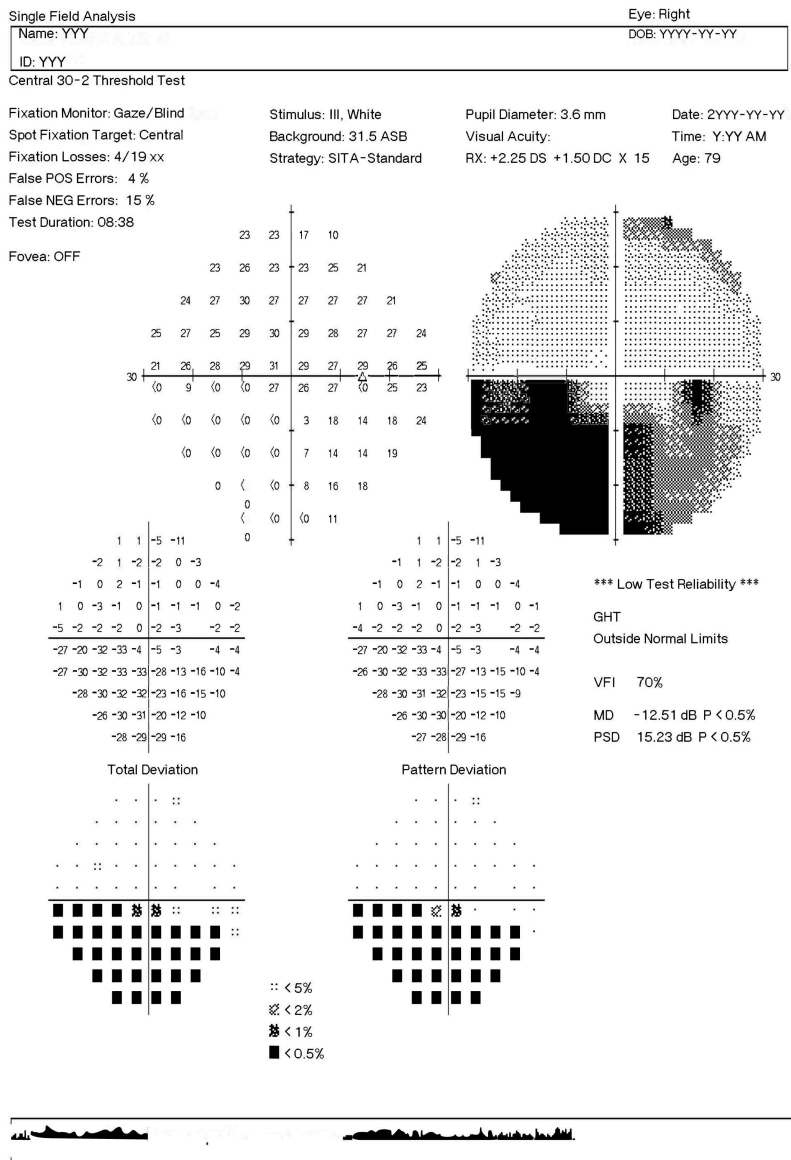 Single Field Analysis
Eye: Right
Name: YYY
DOB: YYYY-YY-YY
ID: YYY
Central 30-2 Threshold Test
Fixation Monitor: Gaze/Blind
Stimulus: III, White
Pupil Diameter: 3.6 mm
Date: 2YYY-YY-YY
Spot Fixation Target: Central
Background: 31.5 ASB
Visual Acuity:
Time: Y:YY AM
Fixation Losses: 4/19 xx
Strategy: SITA-Standard
RX: +2.25 DS +1.50 DC X 15
Age: 79
False POS Errors: 4 %
False NEG Errors: 15 %
Test Duration: 08:38
Fovea: OFF
23 23 17 10
23 26 23 23 25 21
24 27 30 27 27 27 27 21
25 27 25 29 30 29 28 27 27 24
21 26 28 29 31 29 27 29 26 25
30
30
<0 9 <0 <0 27 26 27 <0 25 23
<0 <0 <0 <0 <0 3 18 14 18 24
<0 <0 <0 <0 7 14 14 19
0 < <0 8 16 18
0
< <0 <0 11
0
1 1 -5 -11
-2 1 -2 -2 0 -3
-1 0 2 -1 -1 0 0 -4
1 0 -3 -1 0 -1 -1 -1 0 -2
-5 -2 -2 -2 0 -2 -3 -2 -2
-27 -20 -32 -33 -4 -5 -3 -4 -4
-27 -30 -32 -33 -33 -28 -13 -16 -10 -4
-28 -30 -32 -32 -23 -16 -15 -10
-26 -30 -31 -20 -12 -10
-28 -29 -29 -16
Total Deviation
1 1 -5 -11
-1 1 -2 -2 1 -3
-1 0 2 -1 -1 0 0 -4
1 0 -3 -1 0 -1 -1 -1 0 -1
-4 -2 -2 -2 0 -2 -3 -2 -2
-27 -20 -32 -33 -4 -5 -3 -4 -4
-26 -30 -32 -33 -33 -27 -13 -15 -10 -4
-28 -30 -31 -32 -23 -15 -15 -9
-26 -30 -30 -20 -12 -10
-27 -28 -29 -16
Pattern Deviation
*** Low Test Reliability ***
GHT
Outside Normal Limits
VFI 70%
MD -12.51 dB P < 0.5%
PSD 15.23 dB P < 0.5%
< 5%
< 2%
< 1%
< 0.5%